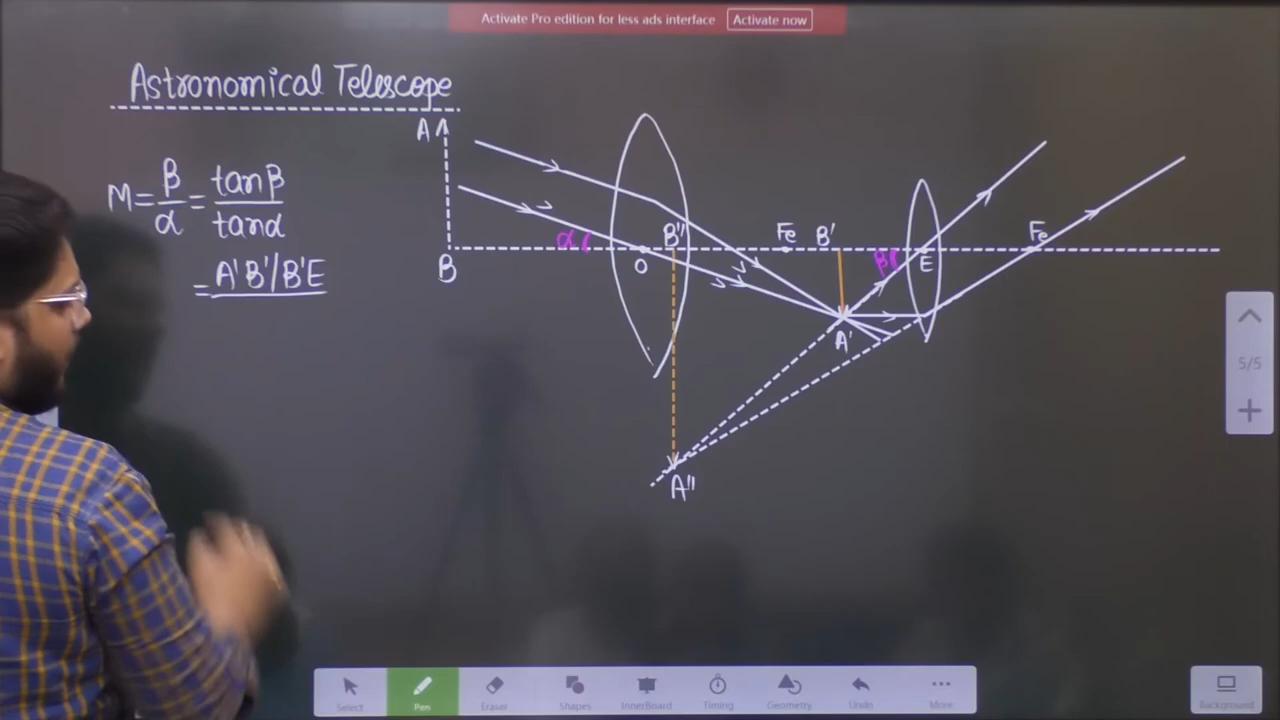 Activate Pro edition for less ads interface Activate now
Astronomical Telescope
A
M = β/α = tanβ/tanα
= A'B'/B'E
B
α
O
B''
Fe
B'
β
E
Fe
A'
A''
5/5
Select Pen Eraser Shapes InnerBoard Timing Geometry Undo More Background